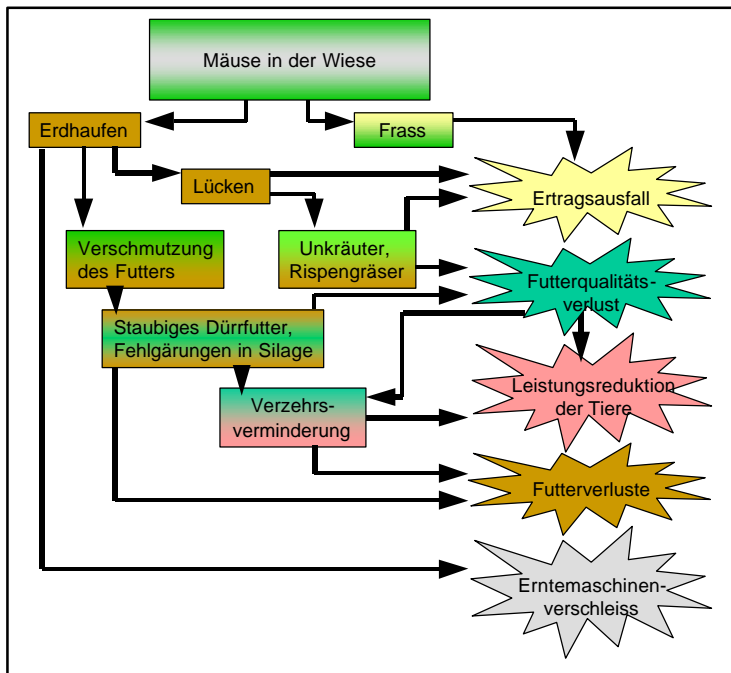 Mäuse in der Wiese
Erdhaufen
Frass
Lücken
Ertragsausfall
Verschmutzung
des Futters
Unkräuter,
Rispengräser
Futterqualitäts-
verlust
Staubiges Dürrfutter,
Fehlgärungen in Silage
Leistungsreduktion
der Tiere
Verzehrs-
verminderung
Futterverluste
Erntemaschinen-
verschleiss